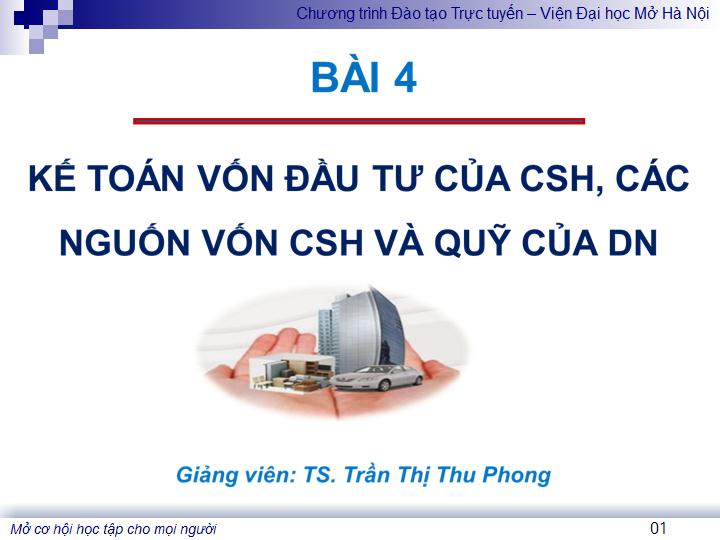 Chương trình Đào tạo Trực tuyến – Viện Đại học Mở Hà Nội
BÀI 4
KẾ TOÁN VỐN ĐẦU TƯ CỦA CSH, CÁC
NGUỒN VỐN CSH VÀ QUỸ CỦA DN
Giảng viên: TS. Trần Thị Thu Phong
Mở cơ hội học tập cho mọi người
01